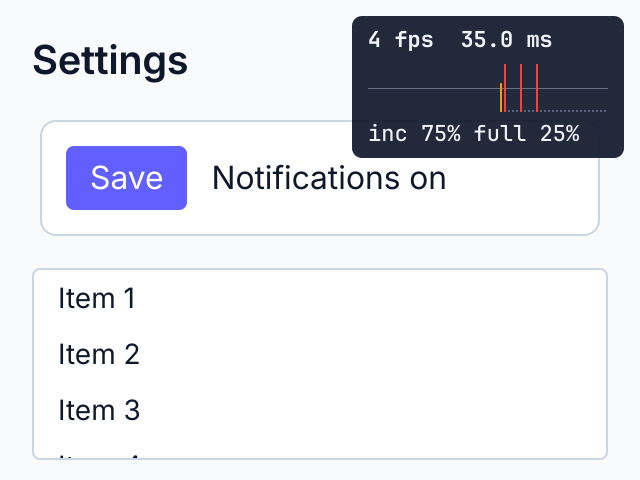 Settings
4 fps  35.0 ms
inc 75% full 25%
Save
Notifications on
Item 1
Item 2
Item 3